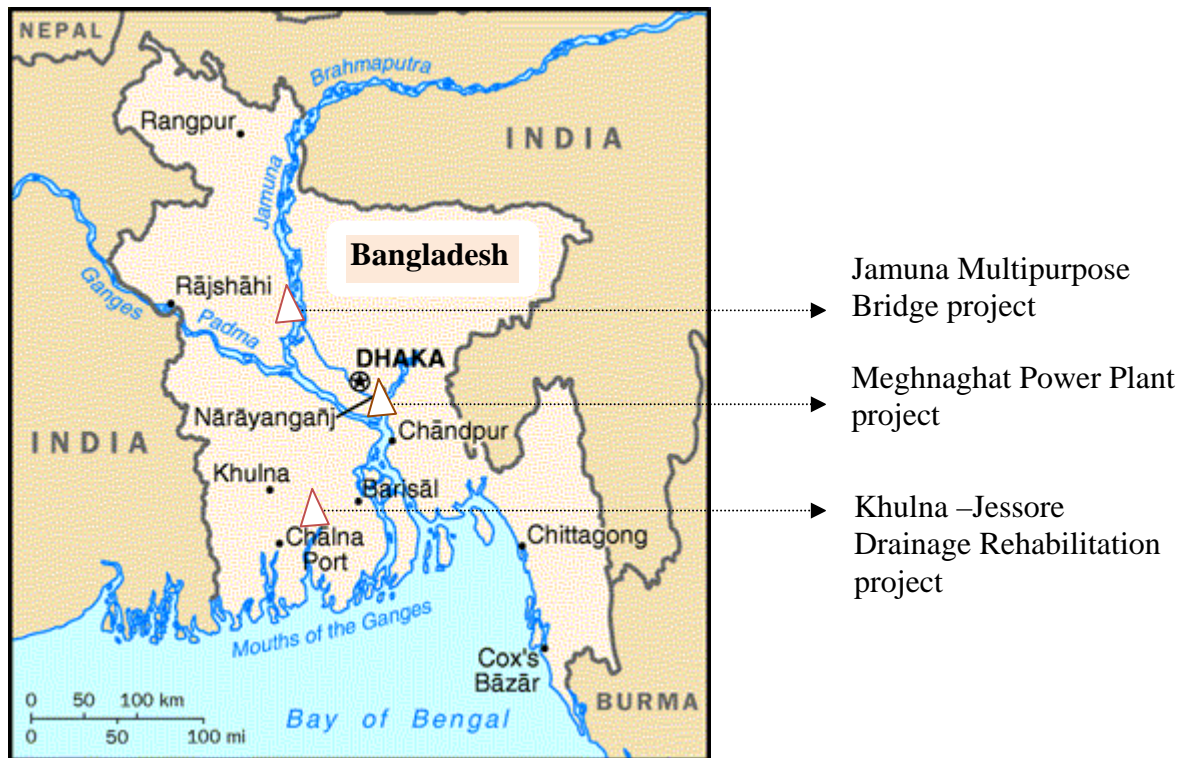 NEPAL
Brahmaputra
Rangpur
INDIA
Jamuna
Bangladesh
Rājshāhi
Ganges
Padma
DHAKA
Nārāyangañj
Chāndpur
INDIA
Khulna
Barisāl
Chālna
Port
Chittagong
Mouths of the Ganges
Cox's
Bāzār
BURMA
Bay of Bengal
0 50 100 km
0 50 100 mi
Jamuna Multipurpose
Bridge project
Meghnaghat Power Plant
project
Khulna –Jessore
Drainage Rehabilitation
project